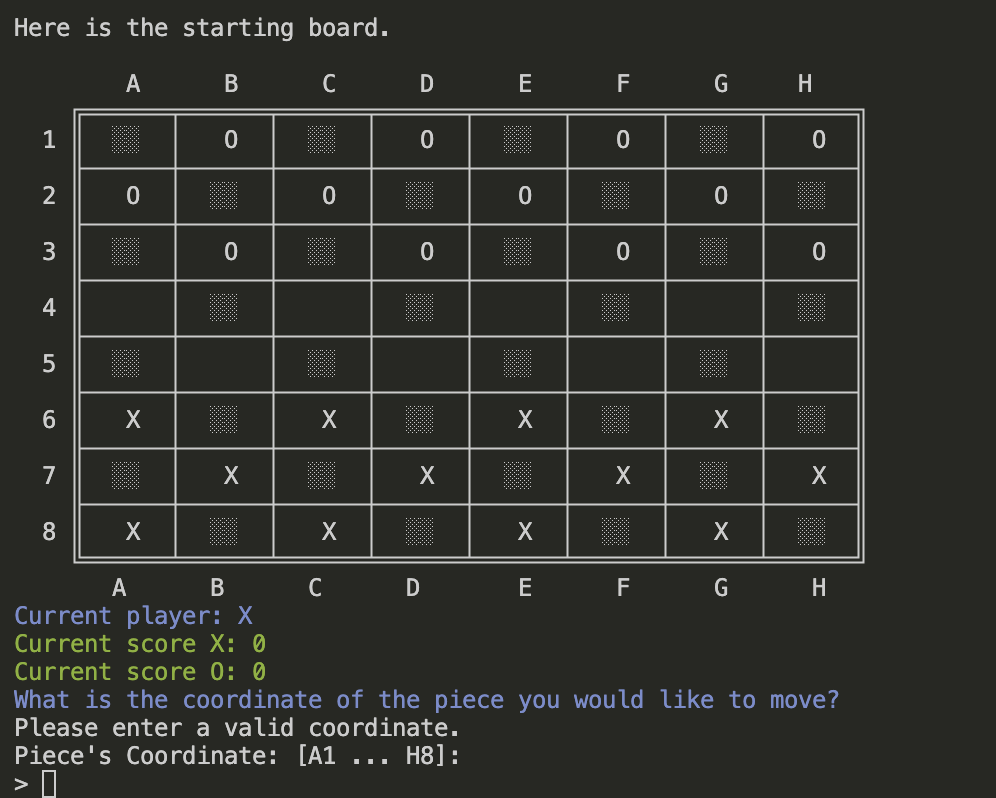 Here is the starting board.
A B C D E F G H
1 O O O O
2 O O O O
3 O O O O
4
5
6 X X X X
7 X X X X
8 X X X X
A B C D E F G H
Current player: X
Current score X: 0
Current score O: 0
What is the coordinate of the piece you would like to move?
Please enter a valid coordinate.
Piece's Coordinate: [A1 ... H8]:
>